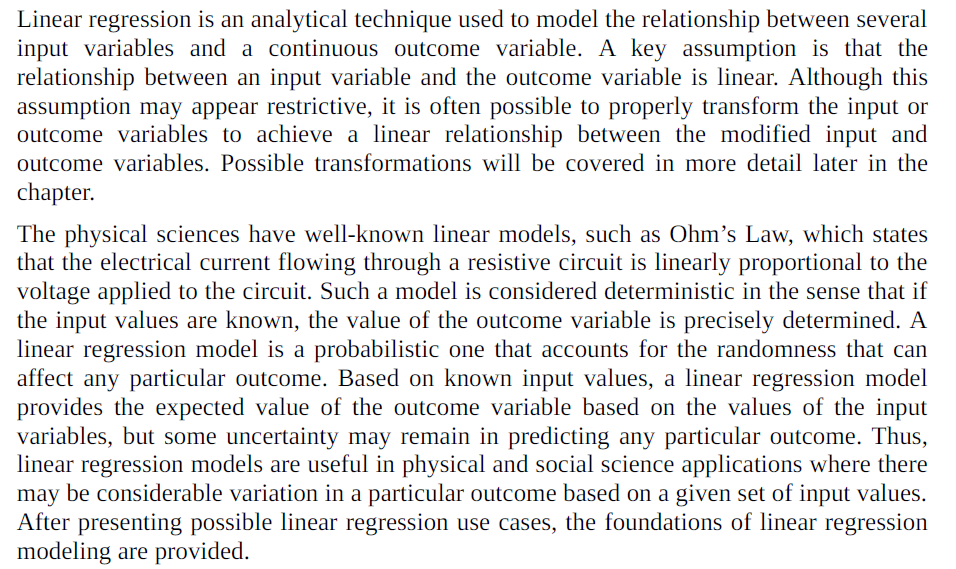 Linear regression is an analytical technique used to model the relationship between several
input variables and a continuous outcome variable. A key assumption is that the
relationship between an input variable and the outcome variable is linear. Although this
assumption may appear restrictive, it is often possible to properly transform the input or
outcome variables to achieve a linear relationship between the modified input and
outcome variables. Possible transformations will be covered in more detail later in the
chapter.
The physical sciences have well-known linear models, such as Ohm’s Law, which states
that the electrical current flowing through a resistive circuit is linearly proportional to the
voltage applied to the circuit. Such a model is considered deterministic in the sense that if
the input values are known, the value of the outcome variable is precisely determined. A
linear regression model is a probabilistic one that accounts for the randomness that can
affect any particular outcome. Based on known input values, a linear regression model
provides the expected value of the outcome variable based on the values of the input
variables, but some uncertainty may remain in predicting any particular outcome. Thus,
linear regression models are useful in physical and social science applications where there
may be considerable variation in a particular outcome based on a given set of input values.
After presenting possible linear regression use cases, the foundations of linear regression
modeling are provided.